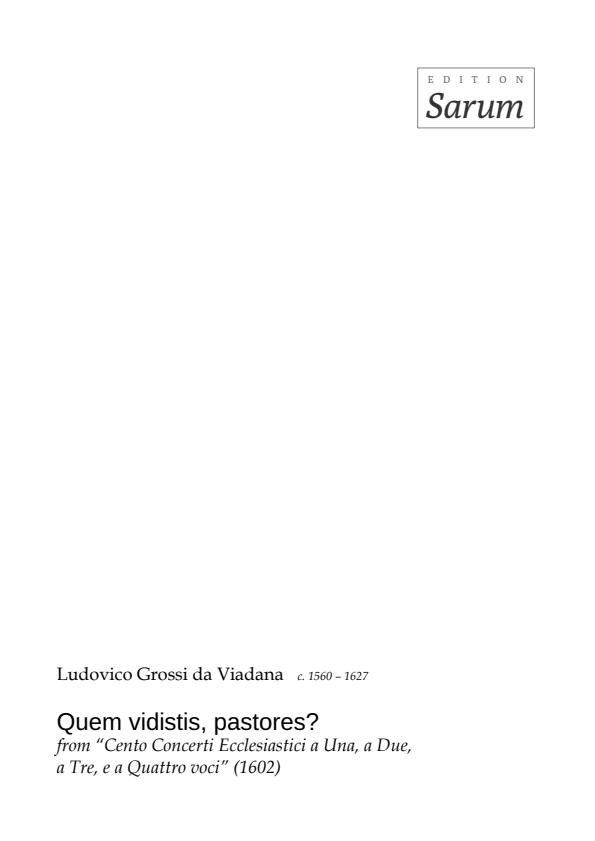 EDITION
Sarum
Ludovico Grossi da Viadana c. 1560 – 1627
Quem vidistis, pastores?
from “Cento Concerti Ecclesiastici a Una, a Due,
a Tre, e a Quattro voci” (1602)